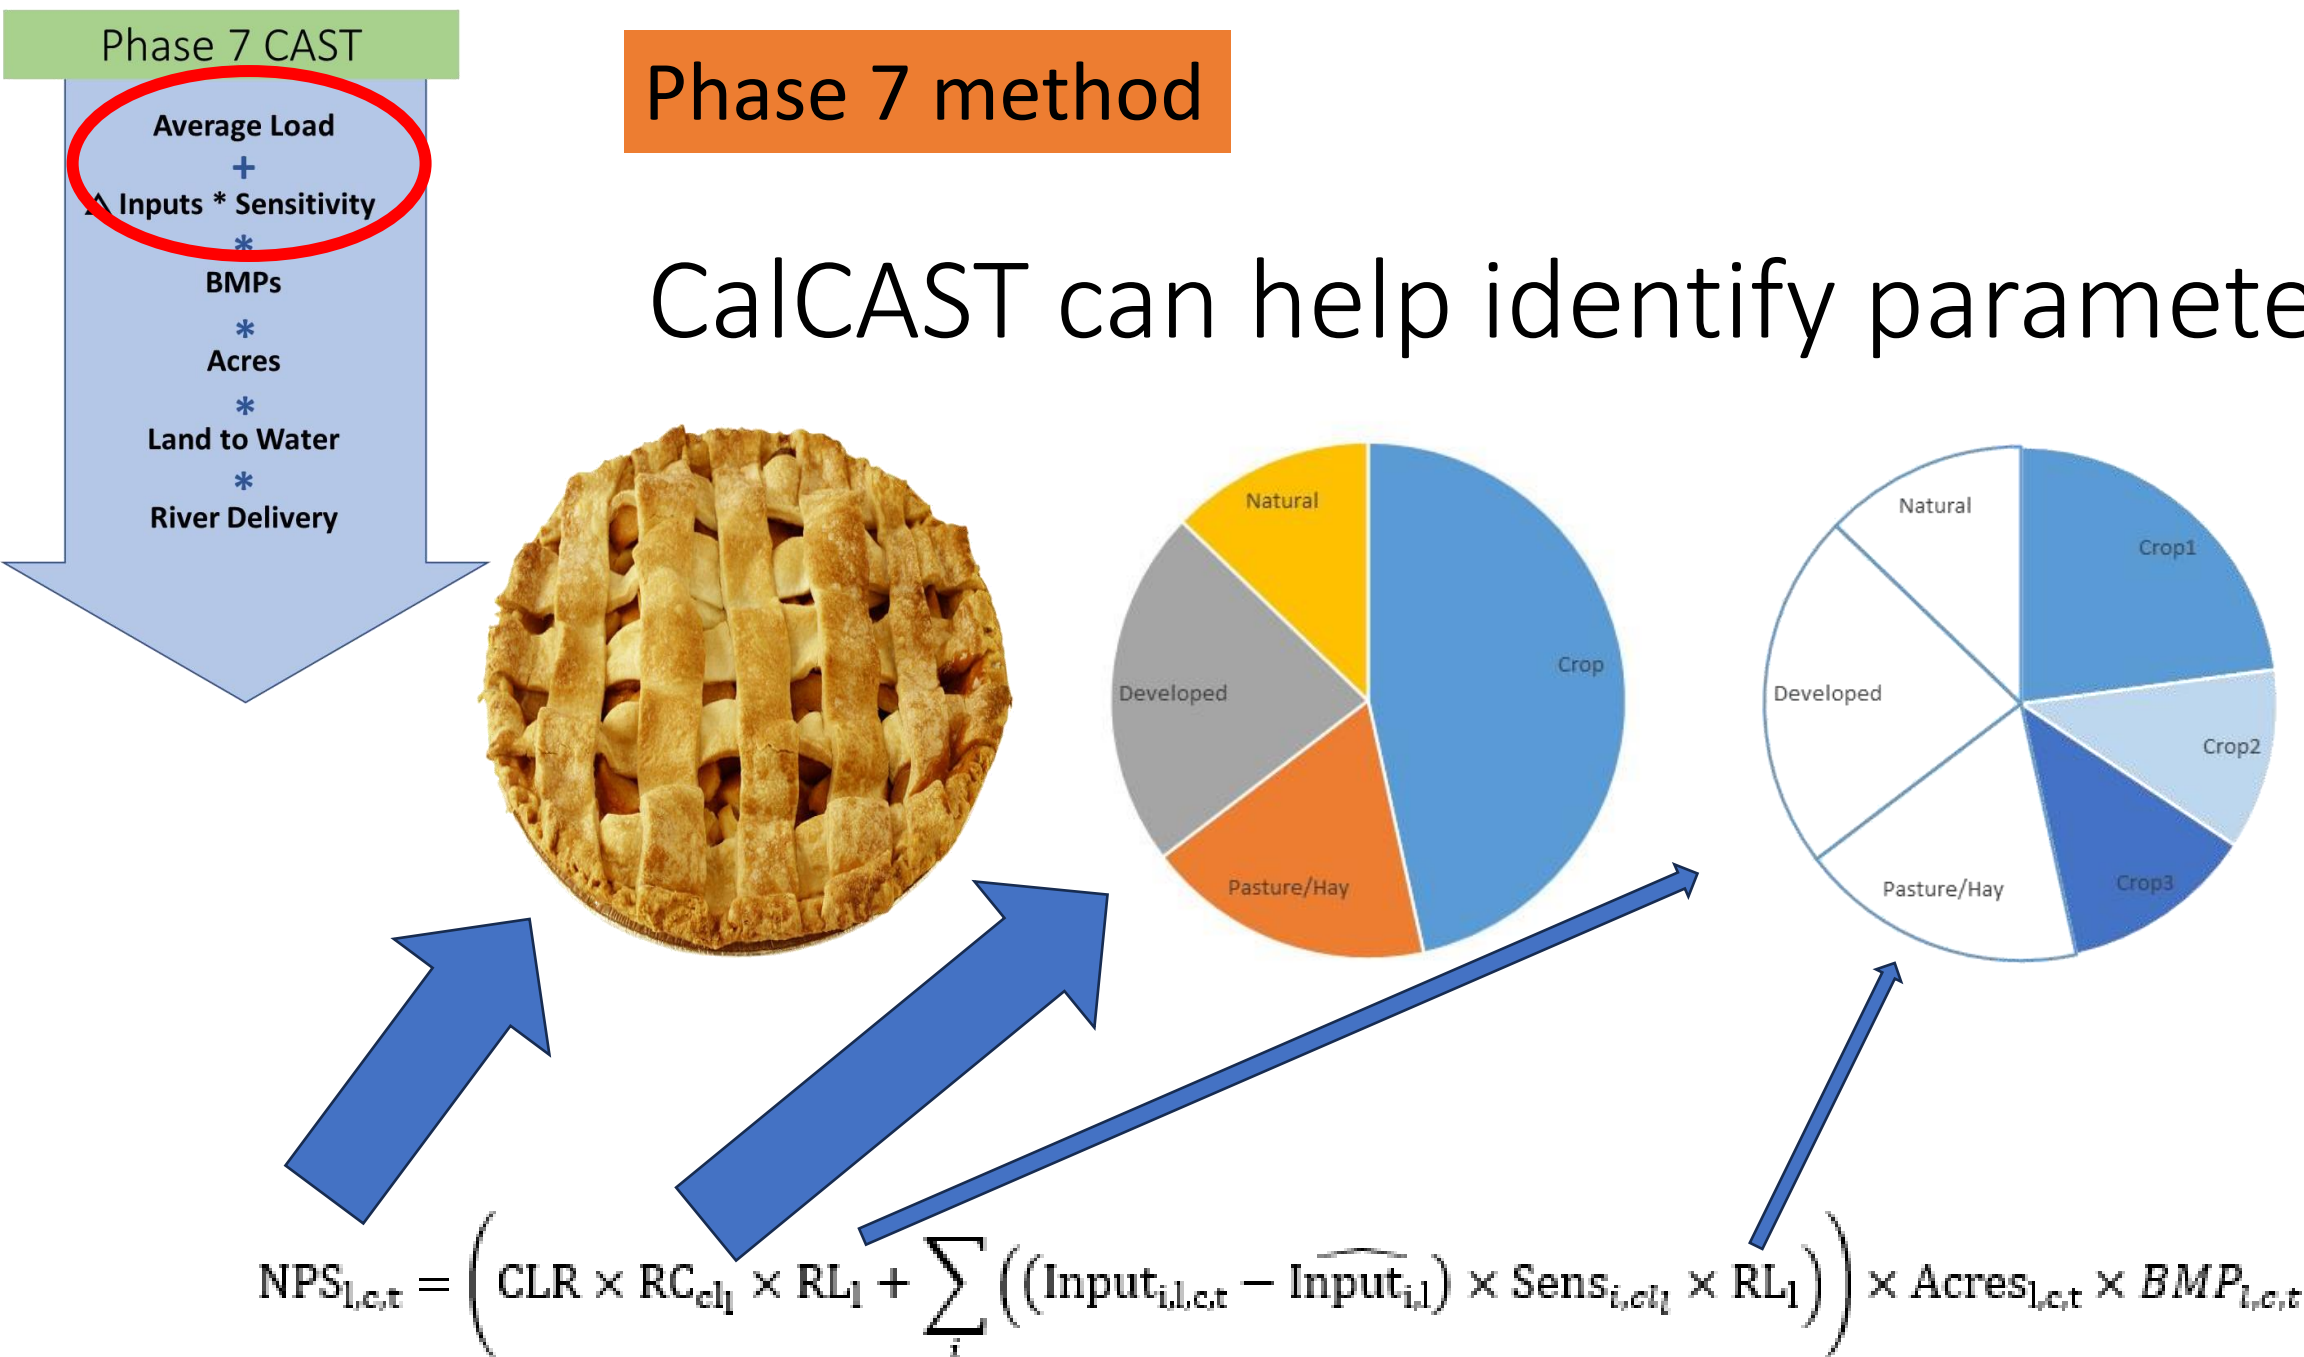 Phase 7 CAST
Average Load
+
Δ Inputs * Sensitivity
*
BMPs
*
Acres
*
Land to Water
*
River Delivery
Phase 7 method
CalCAST can help identify paramete
Natural
Crop
Developed
Pasture/Hay
Natural
Crop1
Developed
Crop2
Crop3
Pasture/Hay
NPS_{l,c,t} = ( CLR × RC_{cl_l} × RL_l + ∑_i ( (Input_{i,l,c,t} − \widehat{Input_{i,l}}) × Sens_{i,cl_l} × RL_l ) ) × Acres_{l,c,t} × BMP_{l,c,t}